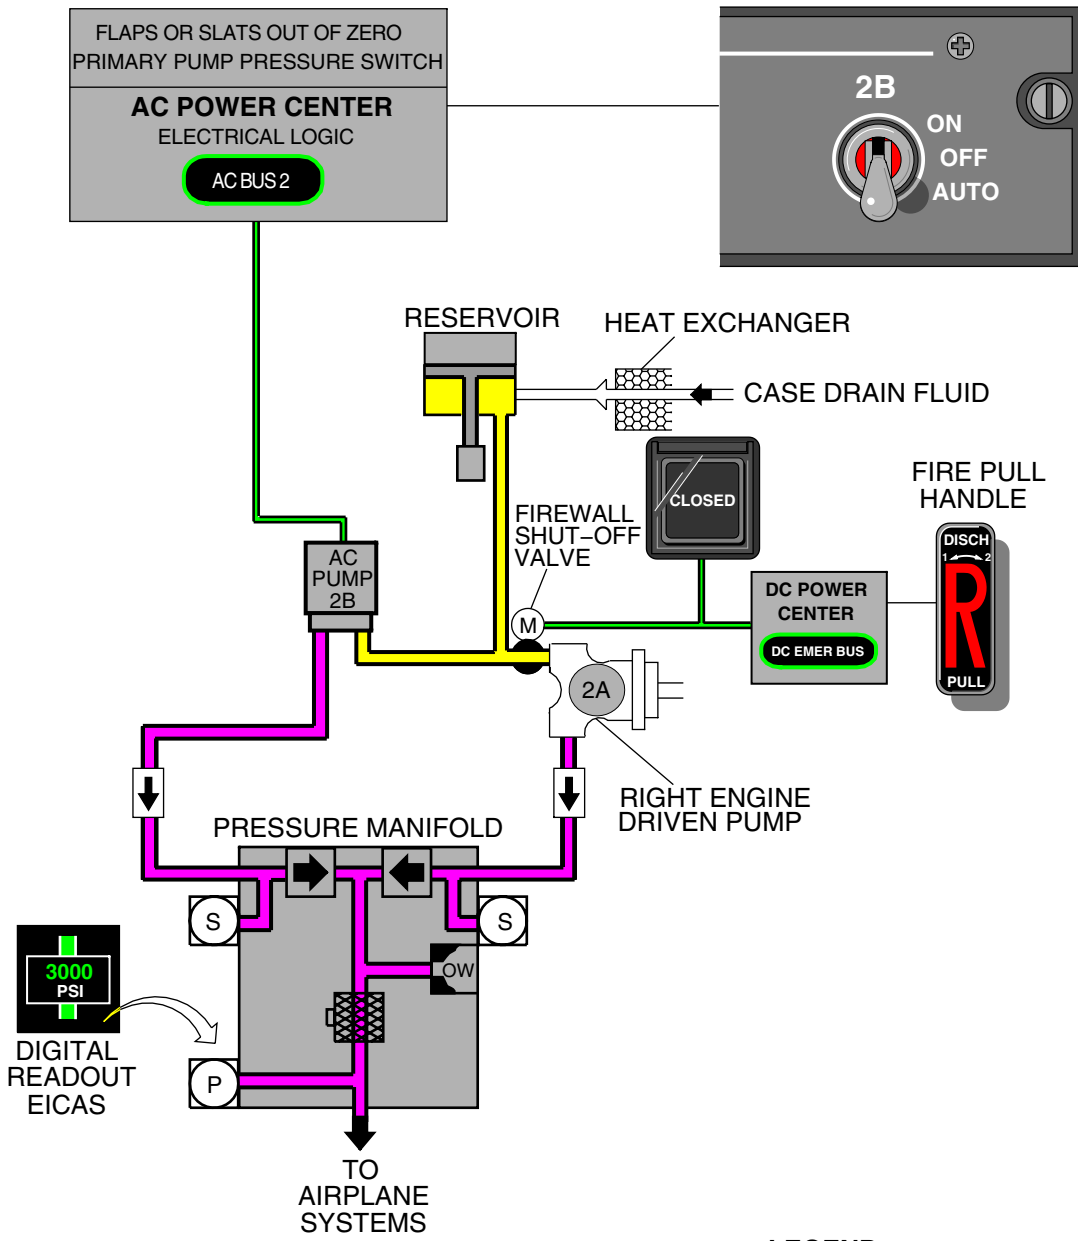 FLAPS OR SLATS OUT OF ZERO
PRIMARY PUMP PRESSURE SWITCH
AC POWER CENTER
ELECTRICAL LOGIC
AC BUS 2
2B
ON
OFF
AUTO
RESERVOIR
HEAT EXCHANGER
CASE DRAIN FLUID
CLOSED
FIREWALL
SHUT-OFF
VALVE
M
FIRE PULL
HANDLE
DISCH
1 2
R
PULL
DC POWER
CENTER
DC EMER BUS
AC
PUMP
2B
2A
RIGHT ENGINE
DRIVEN PUMP
PRESSURE MANIFOLD
S
S
OW
3000
PSI
P
DIGITAL
READOUT
EICAS
TO
AIRPLANE
SYSTEMS